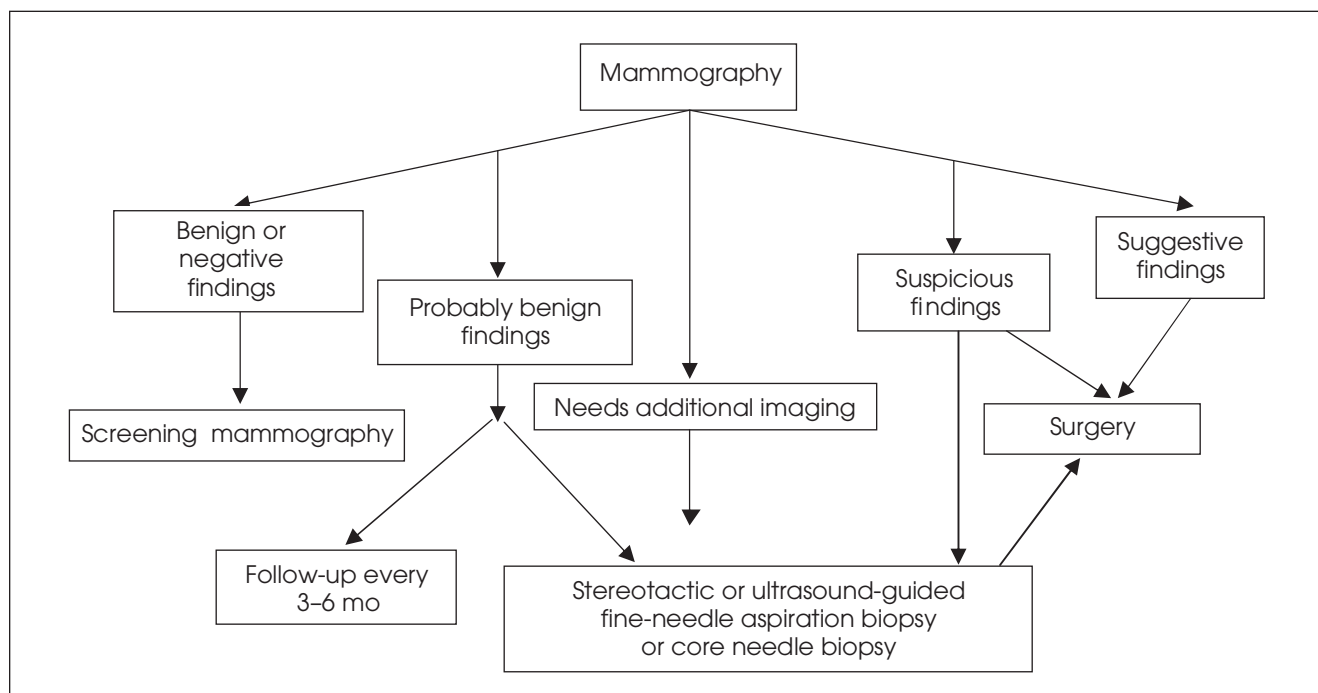 Mammography
Benign or
negative
findings
Probably benign
findings
Needs additional imaging
Suspicious
findings
Suggestive
findings
Screening mammography
Surgery
Follow-up every
3–6 mo
Stereotactic or ultrasound-guided
fine-needle aspiration biopsy
or core needle biopsy